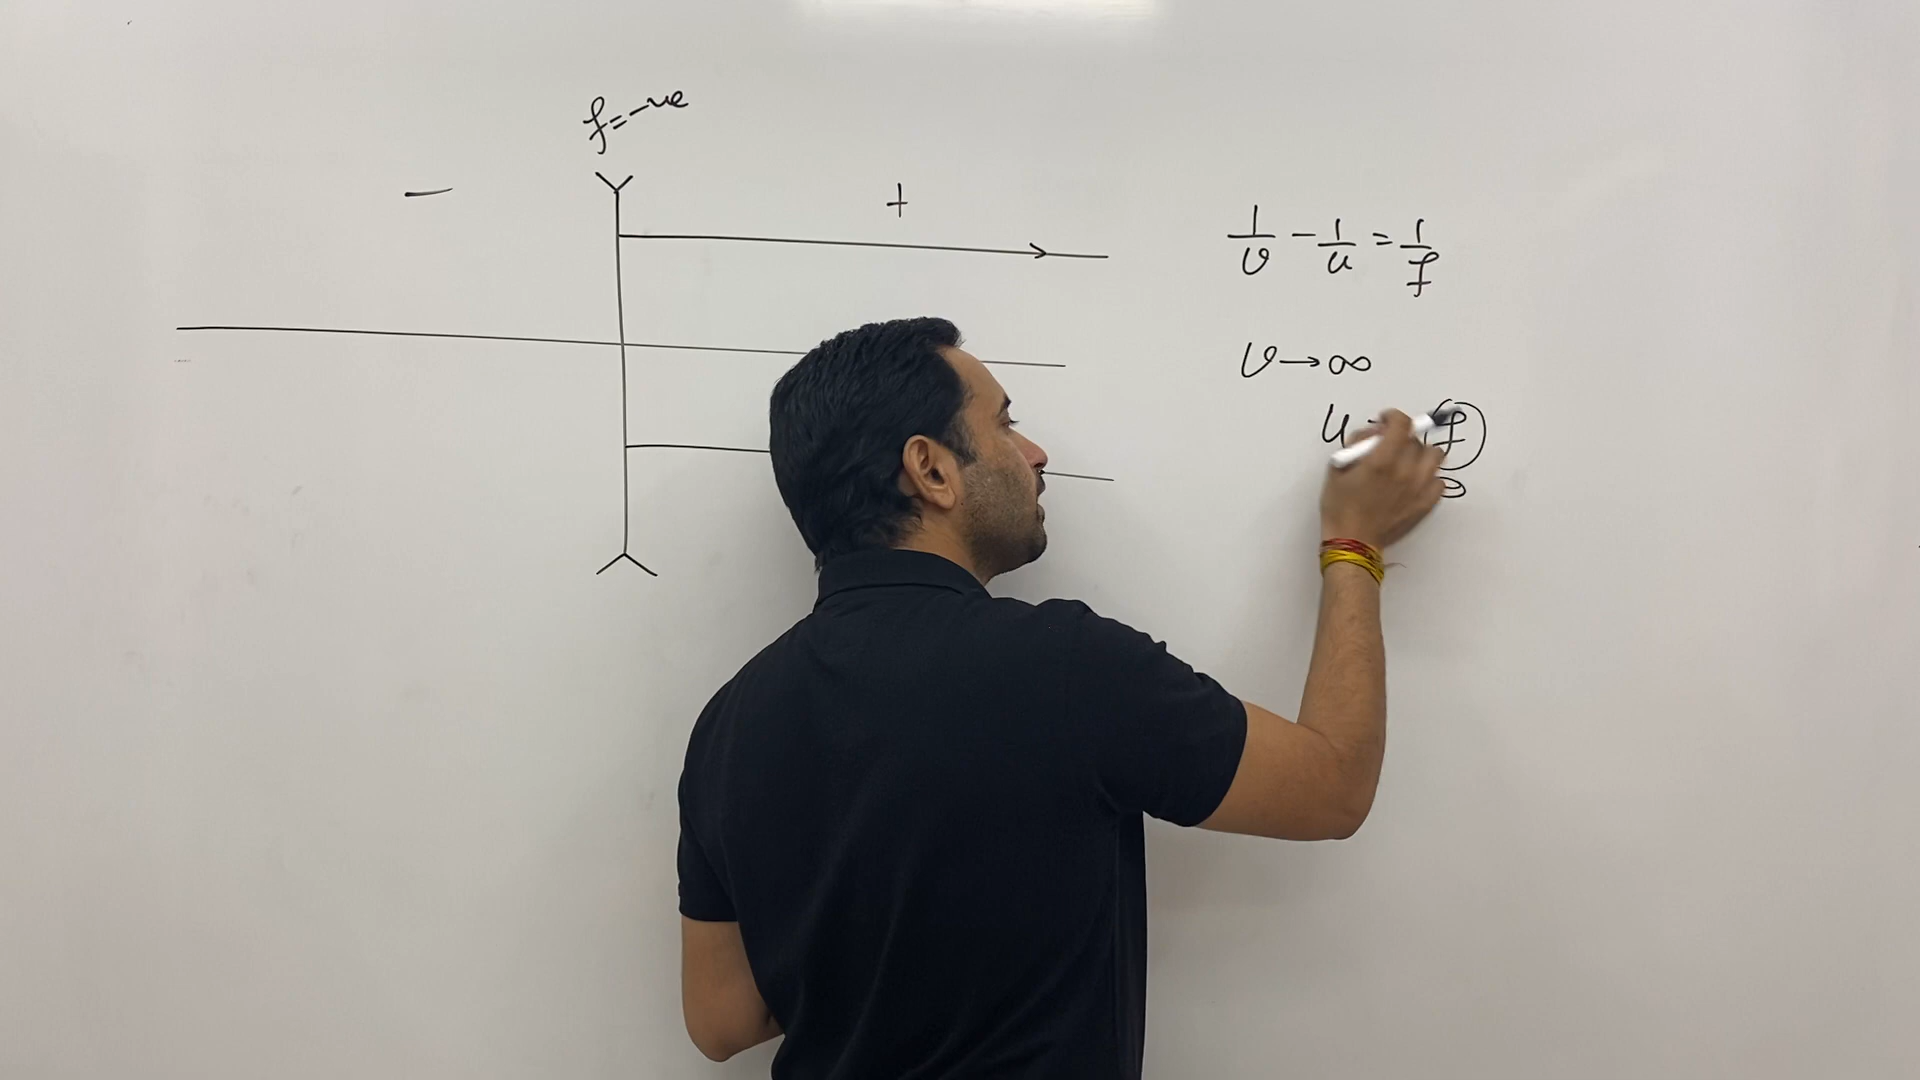 f=-ve
- +
1/v - 1/u = 1/f
v→∞
u f